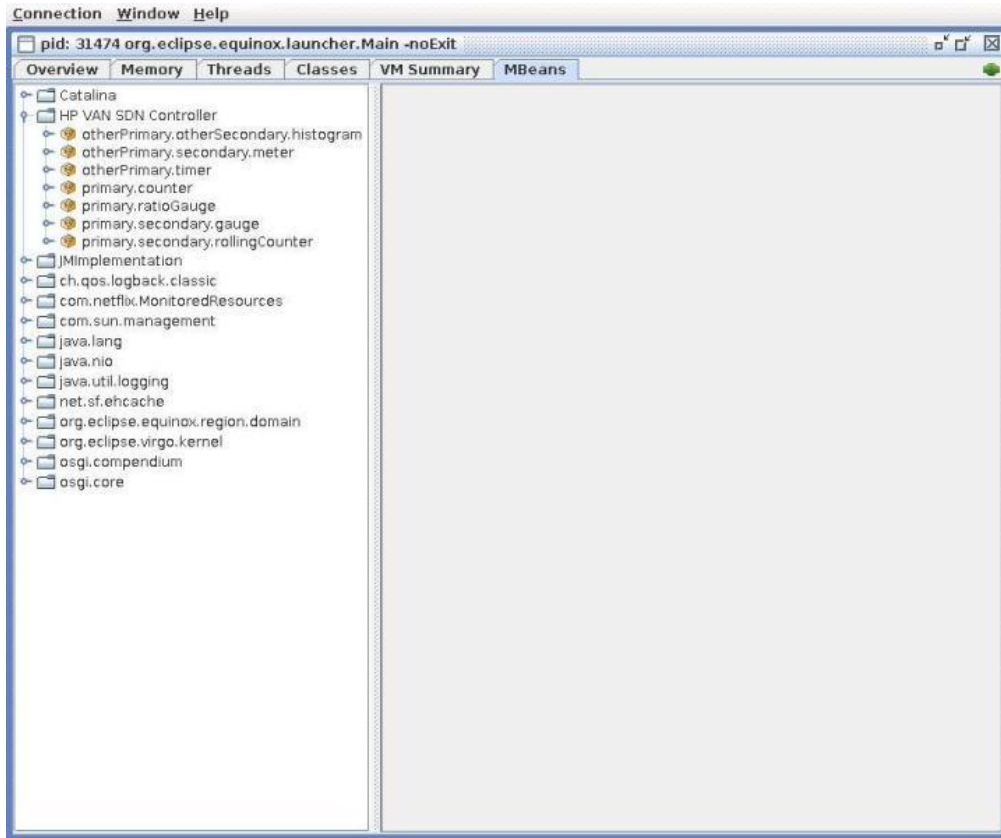 Connection Window Help
pid: 31474 org.eclipse.equinox.launcher.Main -noExit
Overview Memory Threads Classes VM Summary MBeans
Catalina
HP VAN SDN Controller
otherPrimary.otherSecondary.histogram
otherPrimary.secondary.meter
otherPrimary.timer
primary.counter
primary.ratioGauge
primary.secondary.gauge
primary.secondary.rollingCounter
JMImplementation
ch.qos.logback.classic
com.netflix.MonitoredResources
com.sun.management
java.lang
java.nio
java.util.logging
net.sf.ehcache
org.eclipse.equinox.region.domain
org.eclipse.virgo.kernel
osgi.compendium
osgi.core